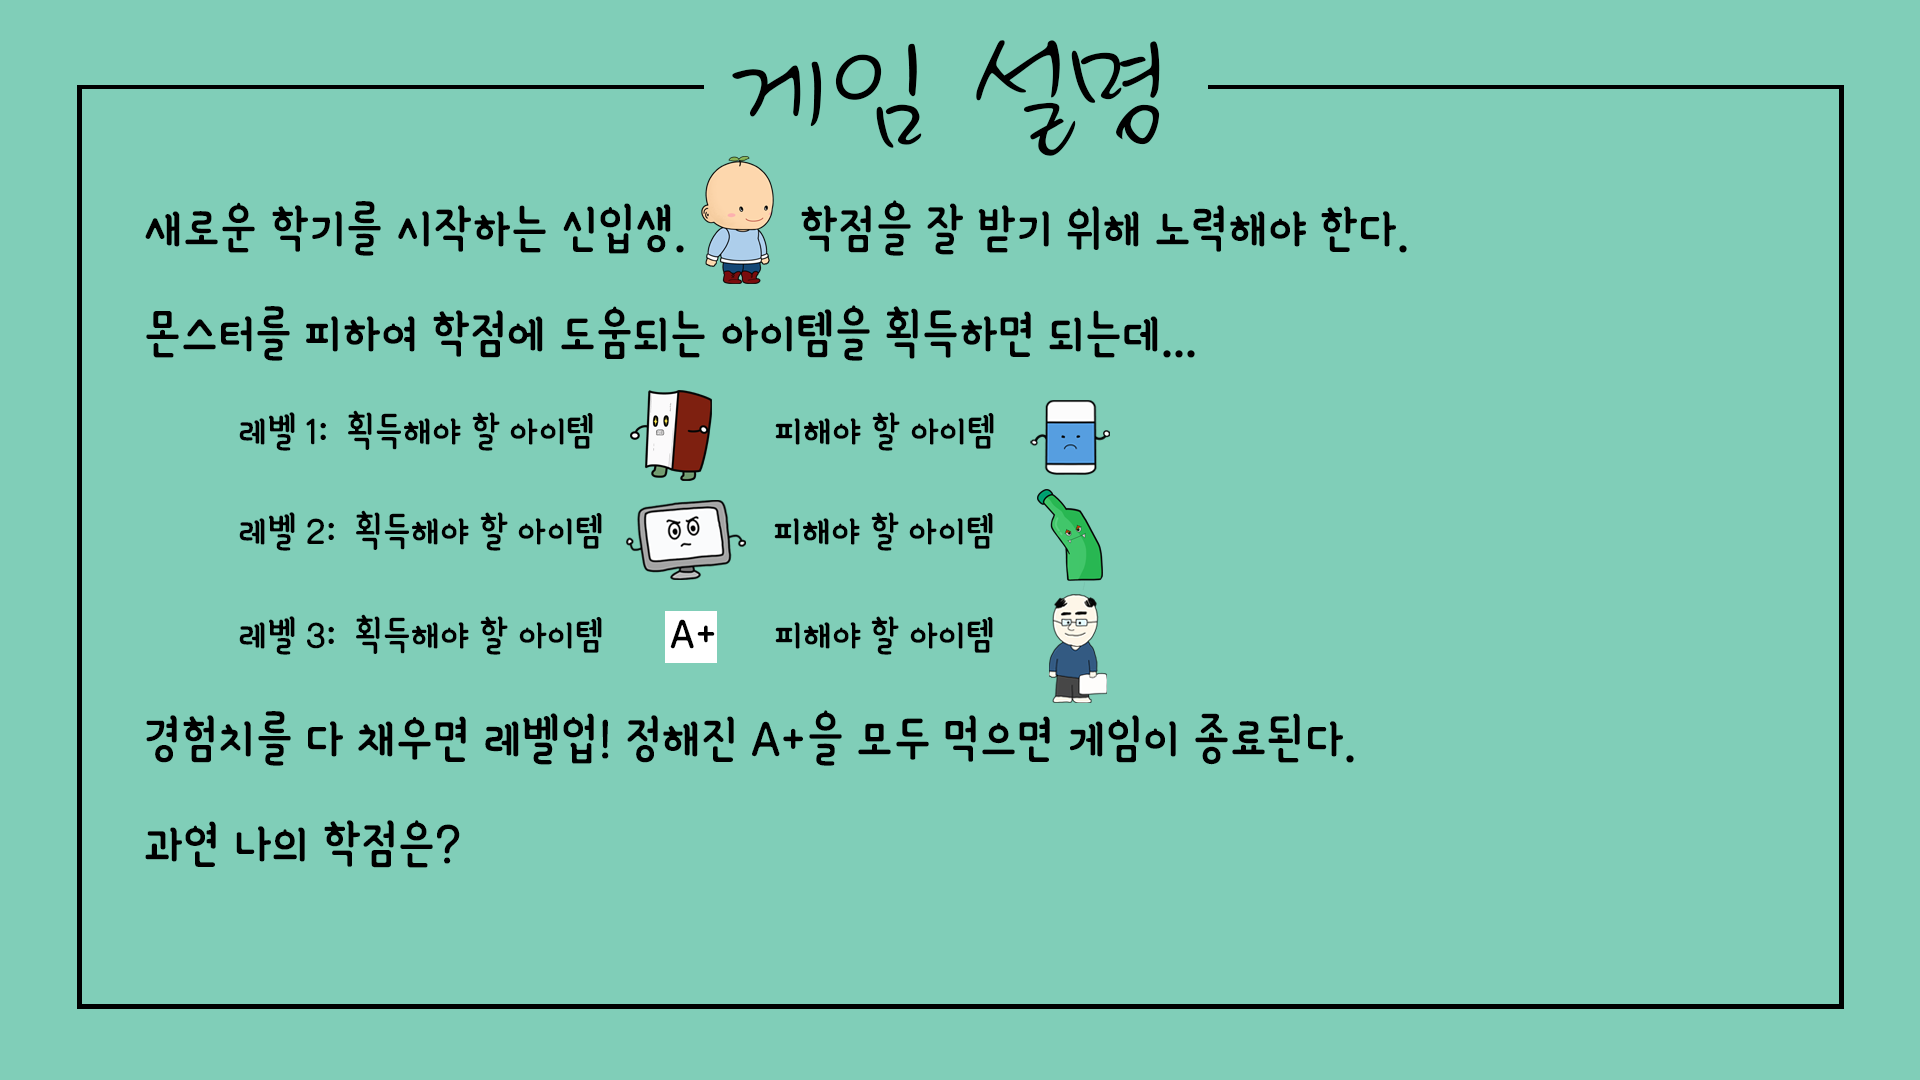 게임 설명
새로운 학기를 시작하는 신입생. 학점을 잘 받기 위해 노력해야 한다.
몬스터를 피하여 학점에 도움되는 아이템을 획득하면 되는데...
레벨 1: 획득해야 할 아이템 피해야 할 아이템
레벨 2: 획득해야 할 아이템 피해야 할 아이템
레벨 3: 획득해야 할 아이템 A+ 피해야 할 아이템
경험치를 다 채우면 레벨업! 정해진 A+을 모두 먹으면 게임이 종료된다.
과연 나의 학점은?